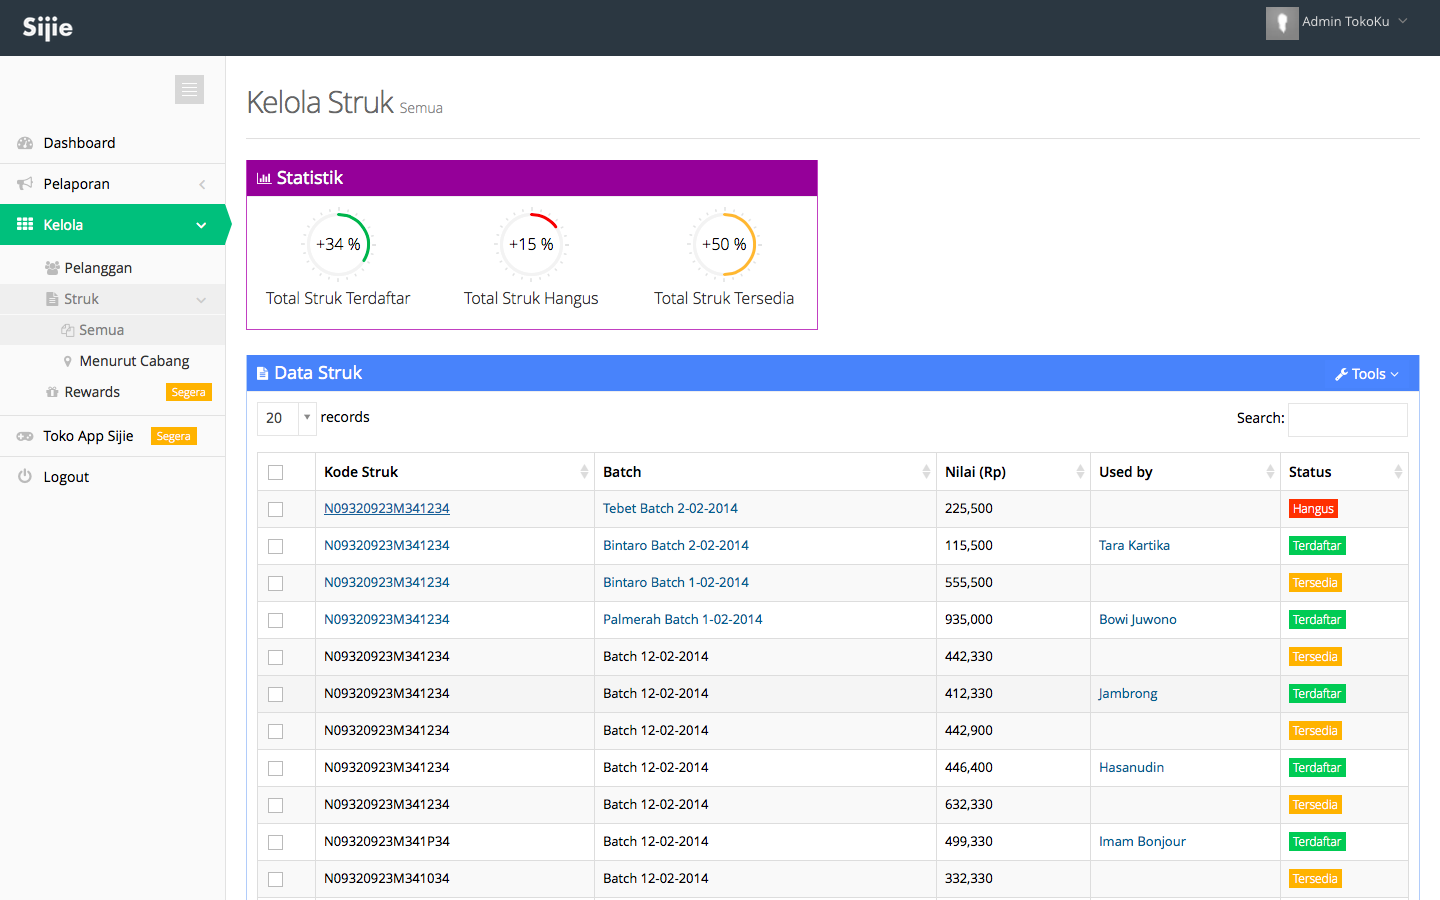 Sijie
Admin TokoKu
Dashboard
Pelaporan
Kelola
Pelanggan
Struk
Semua
Menurut Cabang
Rewards Segera
Toko App Sijie Segera
Logout
Kelola Struk Semua
Statistik
+34 % +15 % +50 %
Total Struk Terdaftar Total Struk Hangus Total Struk Tersedia
Data Struk Tools
20 records Search:
Kode Struk Batch Nilai (Rp) Used by Status
N09320923M341234 Tebet Batch 2-02-2014 225,500 Hangus
N09320923M341234 Bintaro Batch 2-02-2014 115,500 Tara Kartika Terdaftar
N09320923M341234 Bintaro Batch 1-02-2014 555,500 Tersedia
N09320923M341234 Palmerah Batch 1-02-2014 935,000 Bowi Juwono Terdaftar
N09320923M341234 Batch 12-02-2014 442,330 Tersedia
N09320923M341234 Batch 12-02-2014 412,330 Jambrong Terdaftar
N09320923M341234 Batch 12-02-2014 442,900 Tersedia
N09320923M341234 Batch 12-02-2014 446,400 Hasanudin Terdaftar
N09320923M341234 Batch 12-02-2014 632,330 Tersedia
N09320923M341P34 Batch 12-02-2014 499,330 Imam Bonjour Terdaftar
N09320923M341034 Batch 12-02-2014 332,330 Tersedia